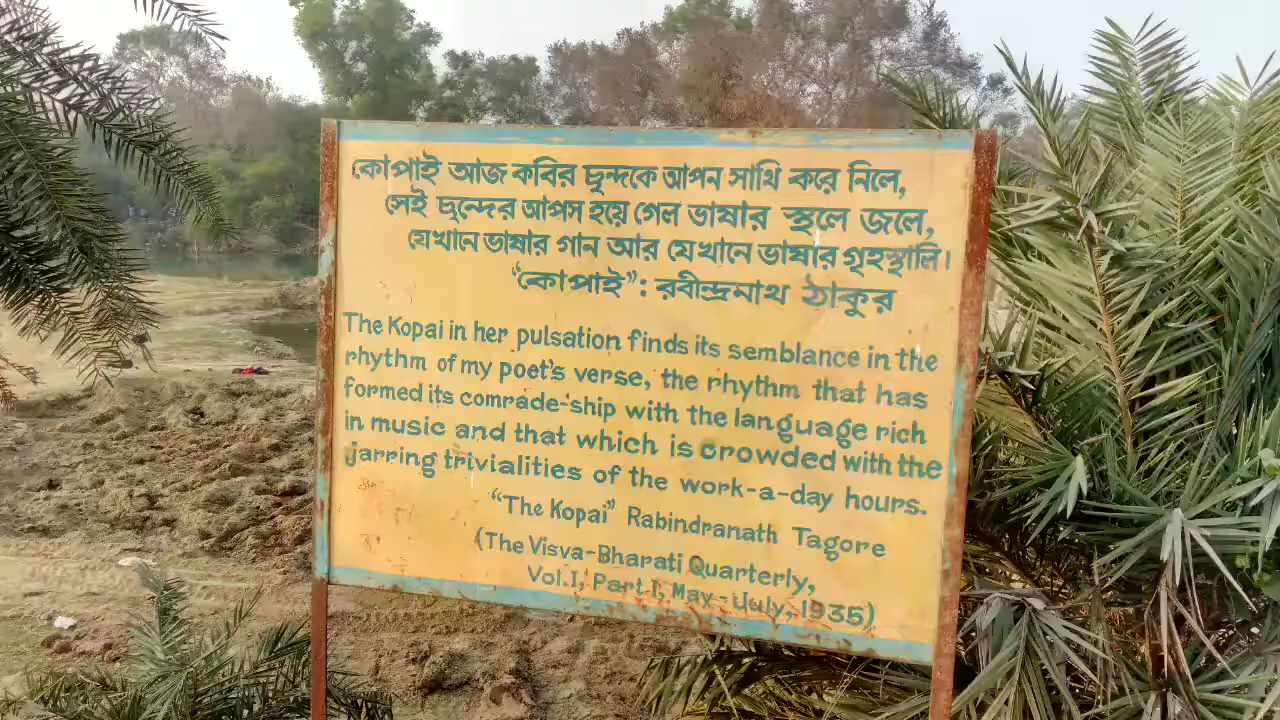 কোপাই আজ কবির ছন্দকে আপন সাথি করে নিলে,
সেই ছন্দের আপস হয়ে গেল ভাষার স্থলে জলে,
যেখানে ভাষার গান আর যেখানে ভাষার গৃহস্থালি।
“কোপাই”: রবীন্দ্রনাথ ঠাকুর
The Kopai in her pulsation finds its semblance in the
rhythm of my poet's verse, the rhythm that has
formed its comrade-ship with the language rich
in music and that which is crowded with the
jarring trivialities of the work-a-day hours.
“The Kopai” Rabindranath Tagore
(The Visva-Bharati Quarterly,
Vol.I, Part I, May-July, 1935)